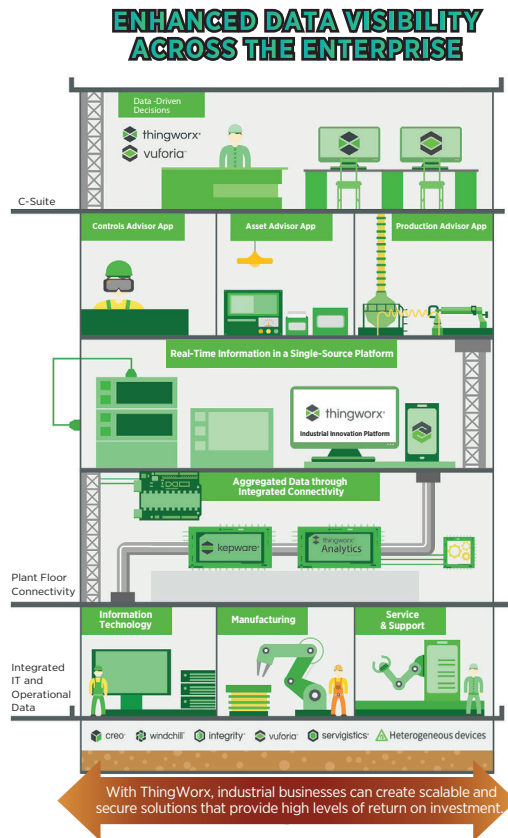 ENHANCED DATA VISIBILITY
ACROSS THE ENTERPRISE
Data -Driven
Decisions
thingworx®
vuforia™
C-Suite
Controls Advisor App
Asset Advisor App
Production Advisor App
Real-Time Information in a Single-Source Platform
thingworx®
Industrial Innovation Platform
Aggregated Data through
Integrated Connectivity
kepware®
thingworx®
Analytics
Plant Floor
Connectivity
Information
Technology
Manufacturing
Service
& Support
Integrated
IT and
Operational
Data
creo® windchill® integrity™ vuforia™ servigistics® Heterogeneous devices
With ThingWorx, industrial businesses can create scalable and
secure solutions that provide high levels of return on investment.